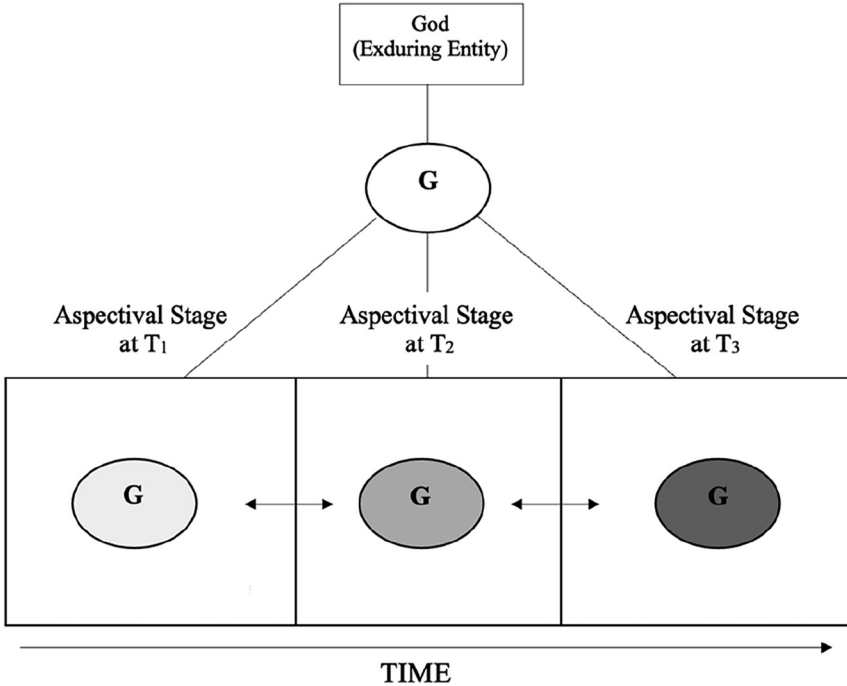 God
(Exduring Entity)
G
Aspectival Stage
at T₁
Aspectival Stage
at T₂
Aspectival Stage
at T₃
G
G
G
TIME